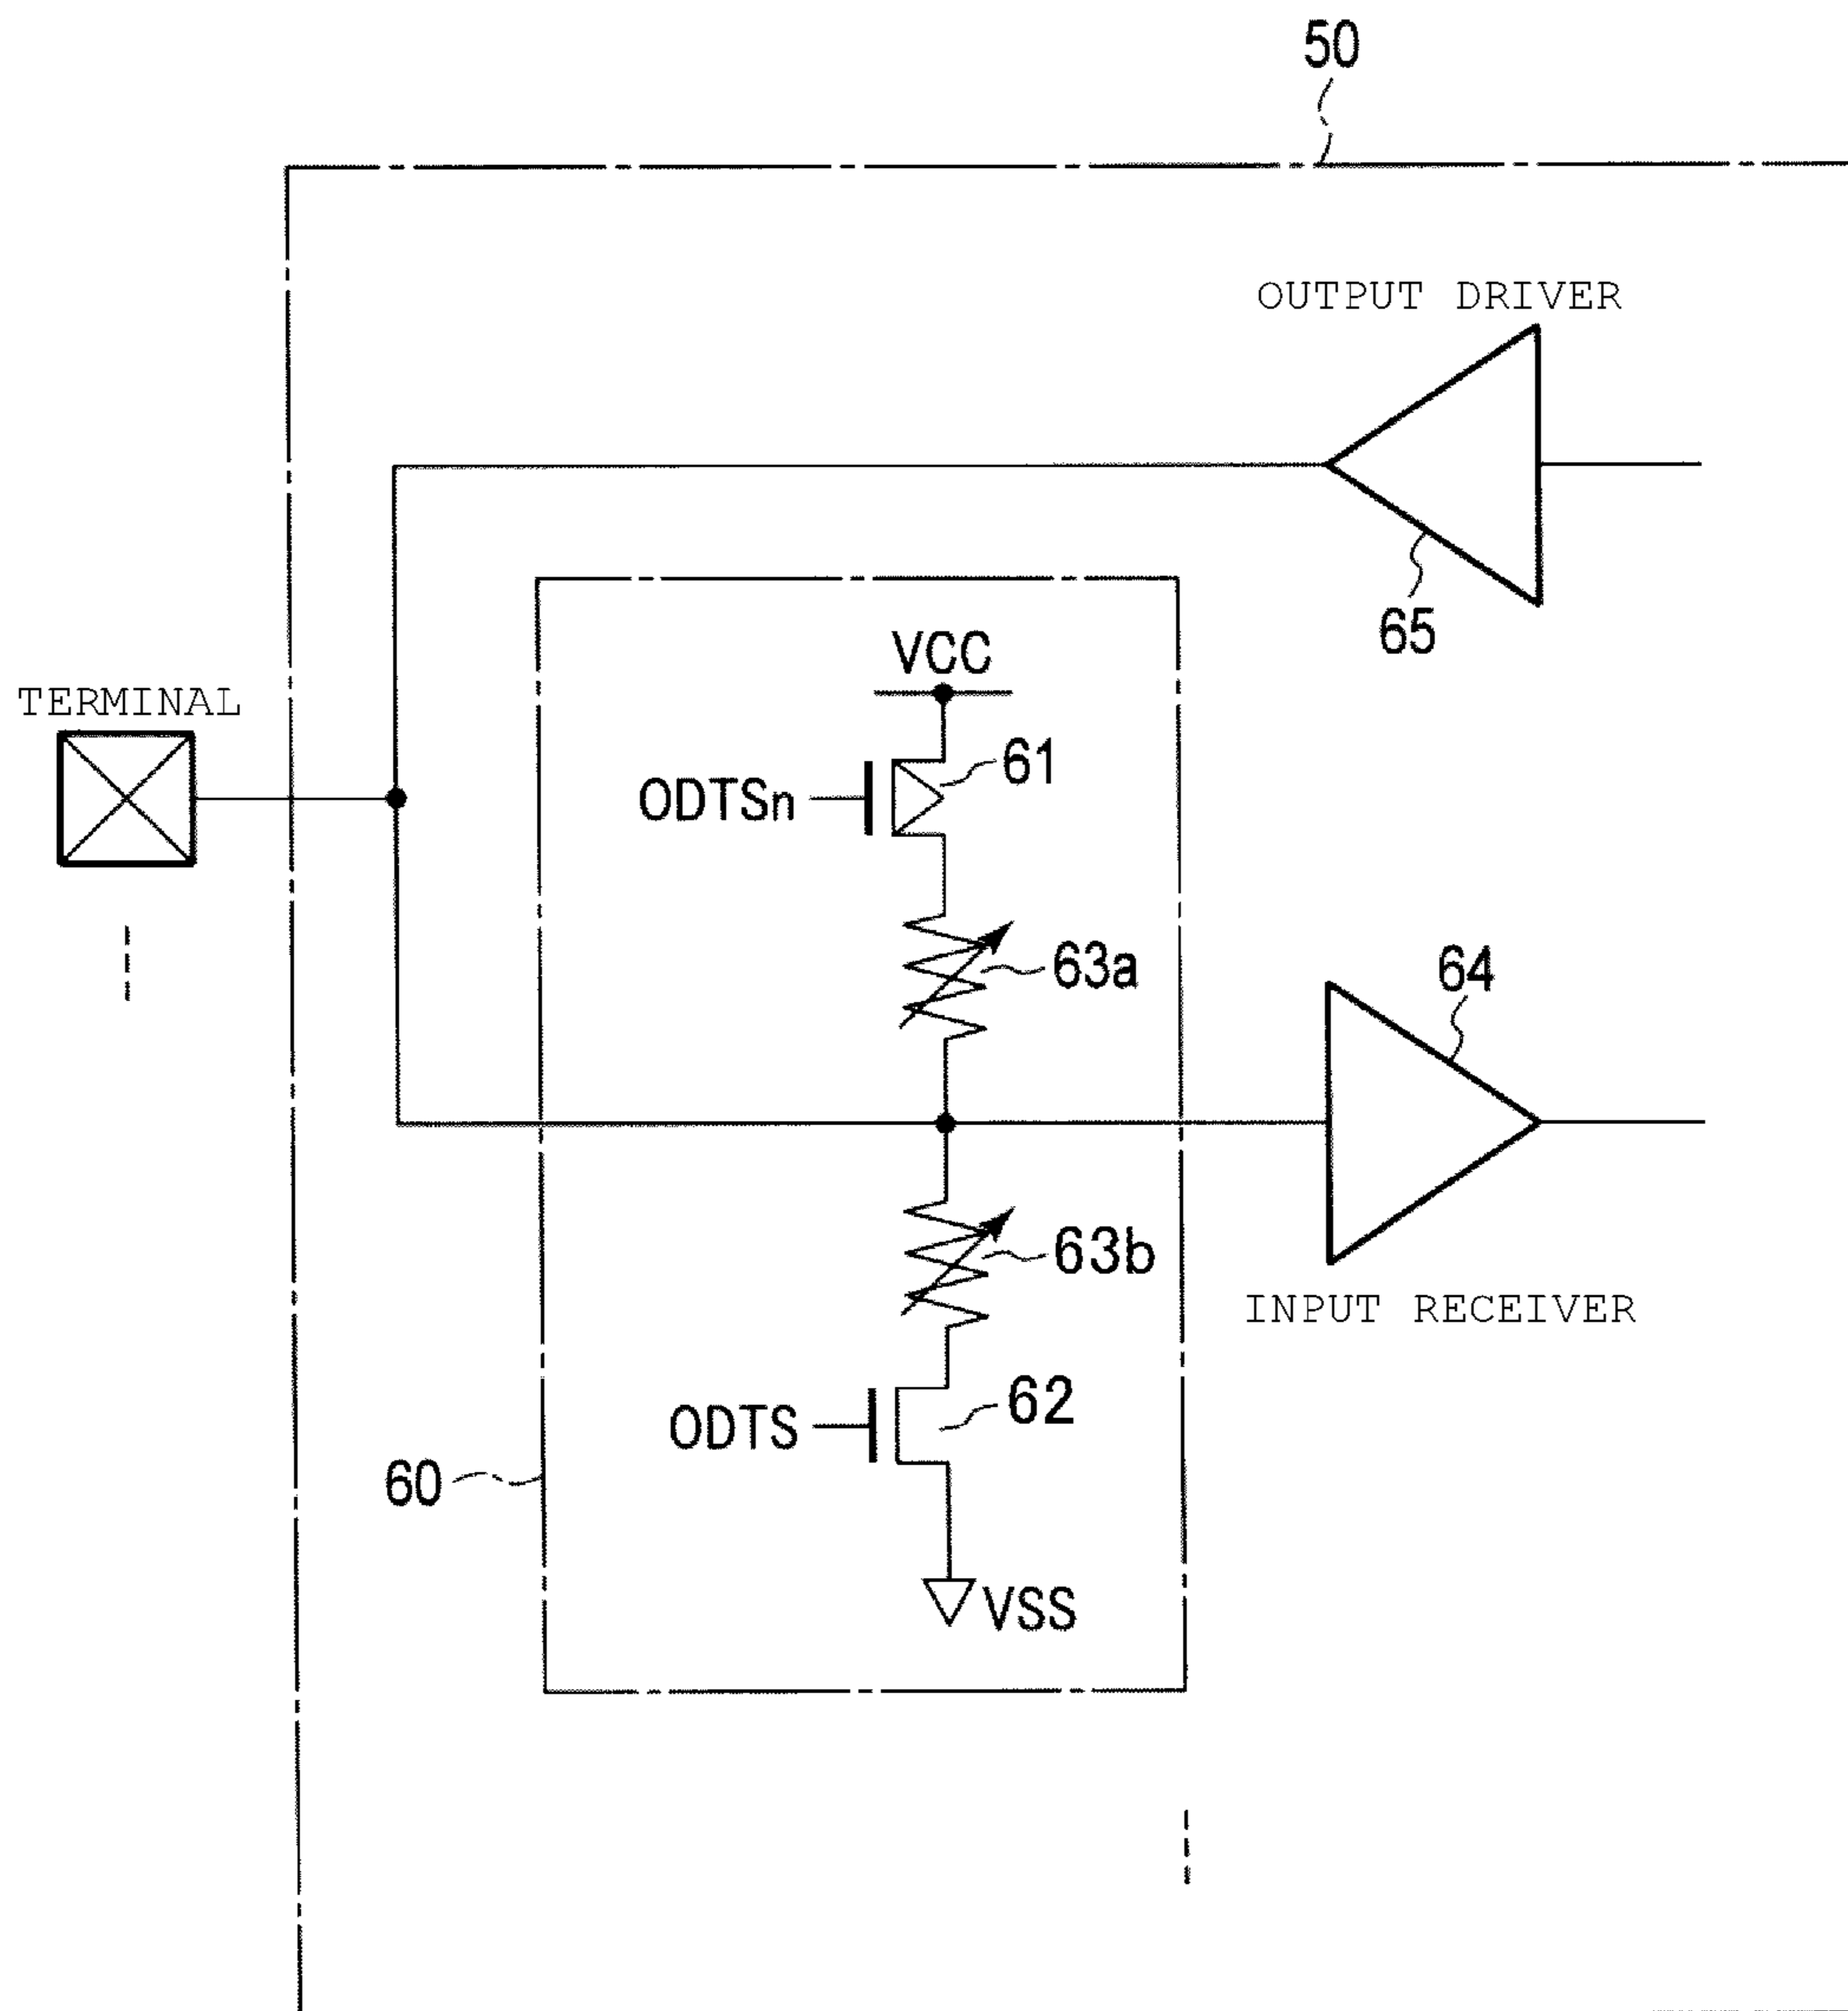 50
OUTPUT DRIVER
65
VCC
TERMINAL
61
ODTSn
63a
64
63b
INPUT RECEIVER
62
ODTS
60
VSS